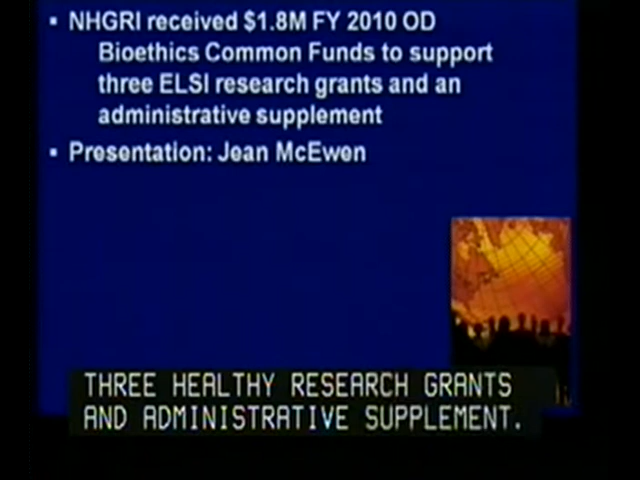 ▪ NHGRI received $1.8M FY 2010 OD
Bioethics Common Funds to support
three ELSI research grants and an
administrative supplement
▪ Presentation: Jean McEwen
THREE HEALTHY RESEARCH GRANTS
AND ADMINISTRATIVE SUPPLEMENT.